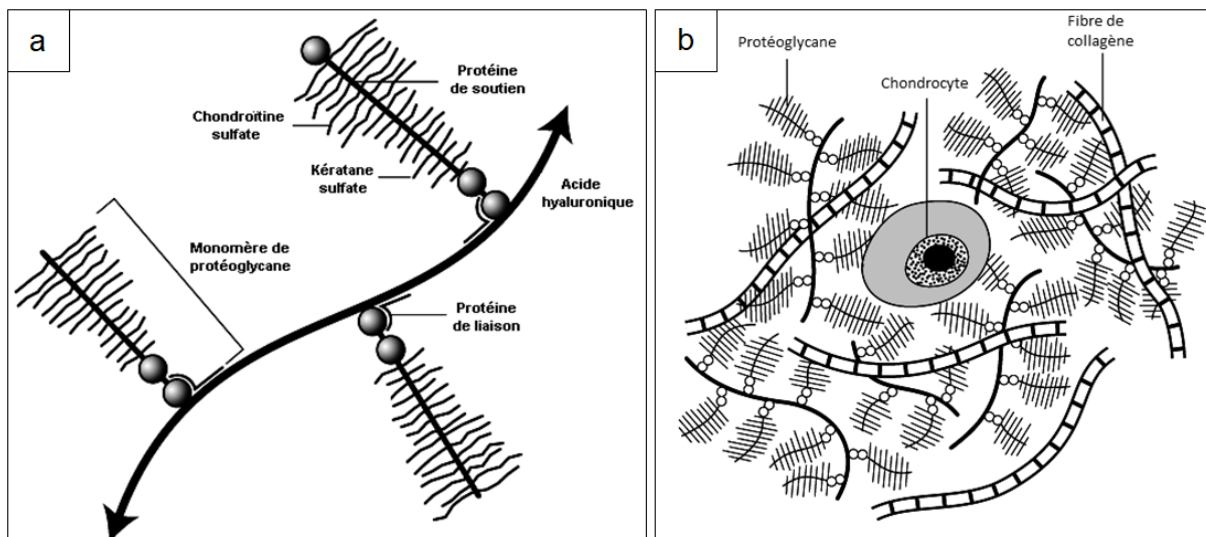 a
Protéine
de soutien
Chondroïtine
sulfate
Kératane
sulfate
Acide
hyaluronique
Monomère de
protéoglycane
Protéine
de liaison
b
Protéoglycane
Fibre de
collagène
Chondrocyte